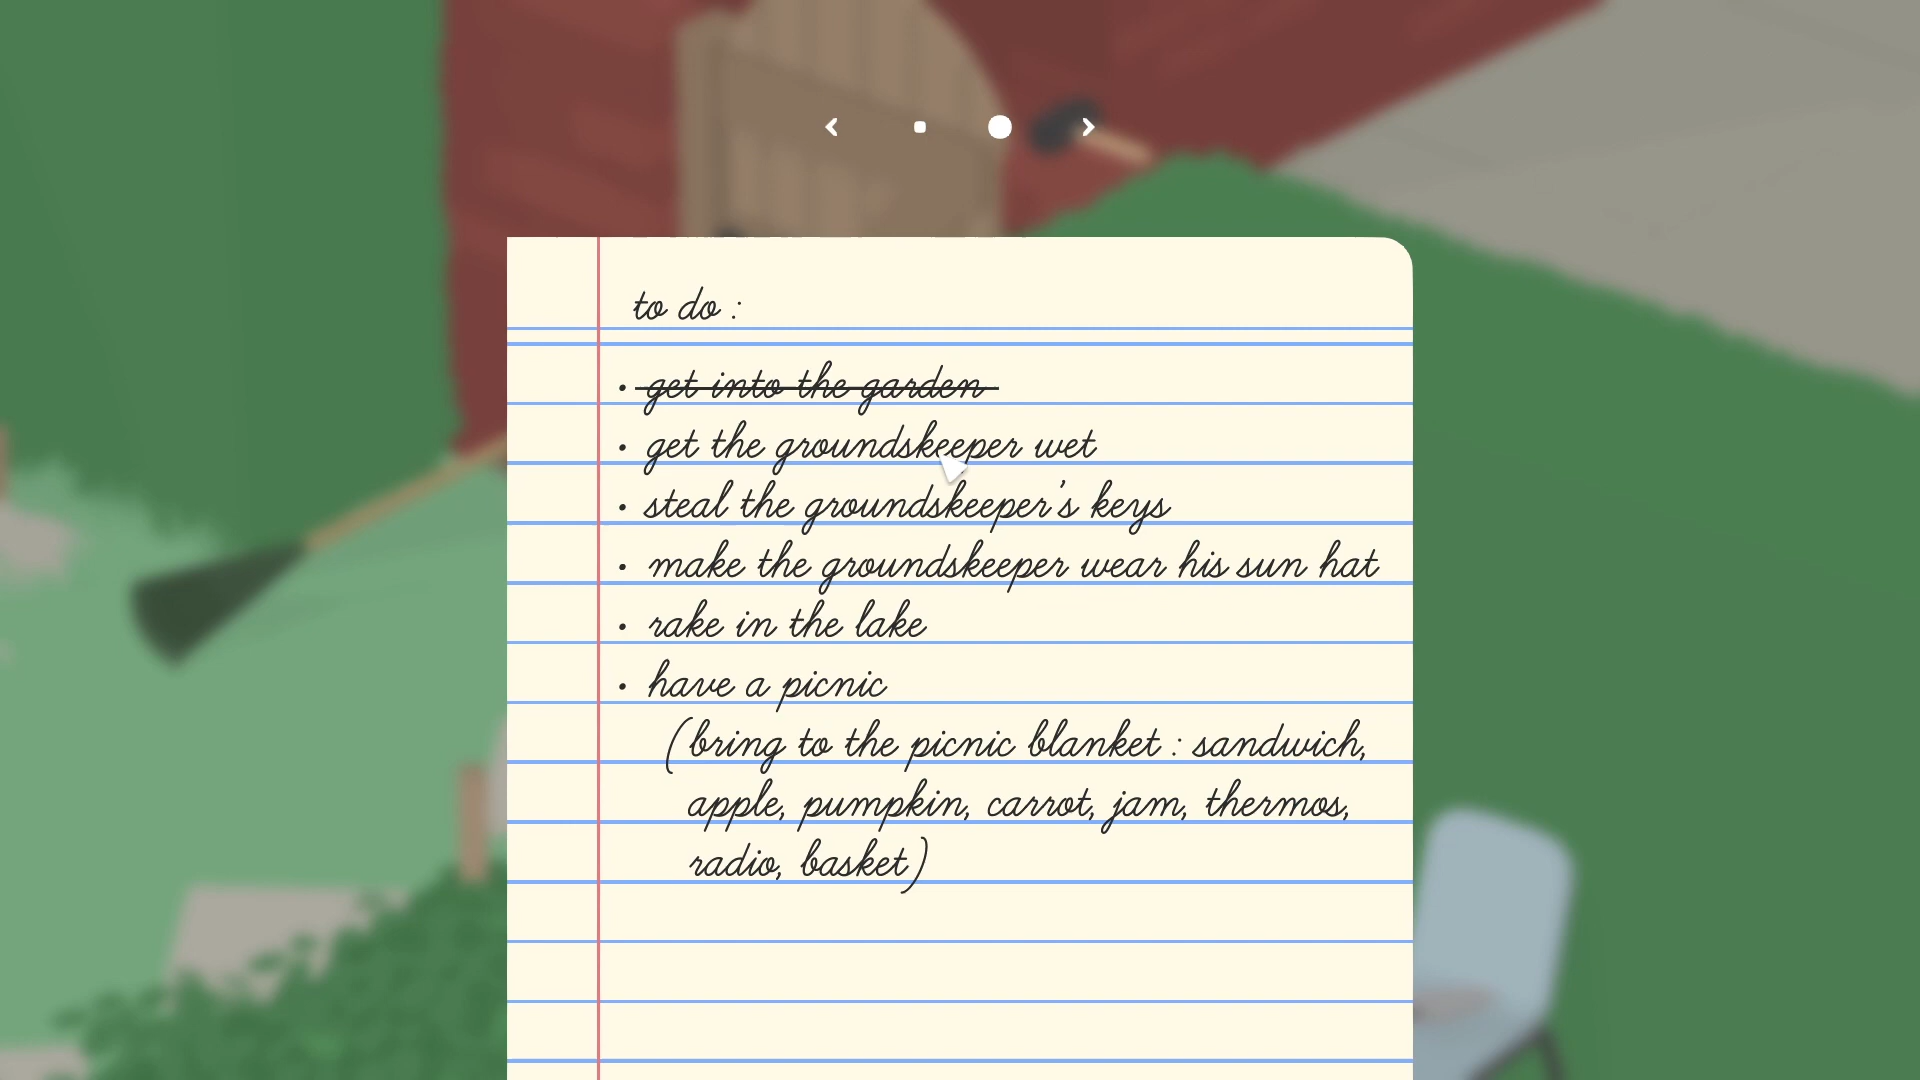 to do :
• get into the garden
• get the groundskeeper wet
• steal the groundskeeper's keys
• make the groundskeeper wear his sun hat
• rake in the lake
• have a picnic
(bring to the picnic blanket : sandwich,
apple, pumpkin, carrot, jam, thermos,
radio, basket)